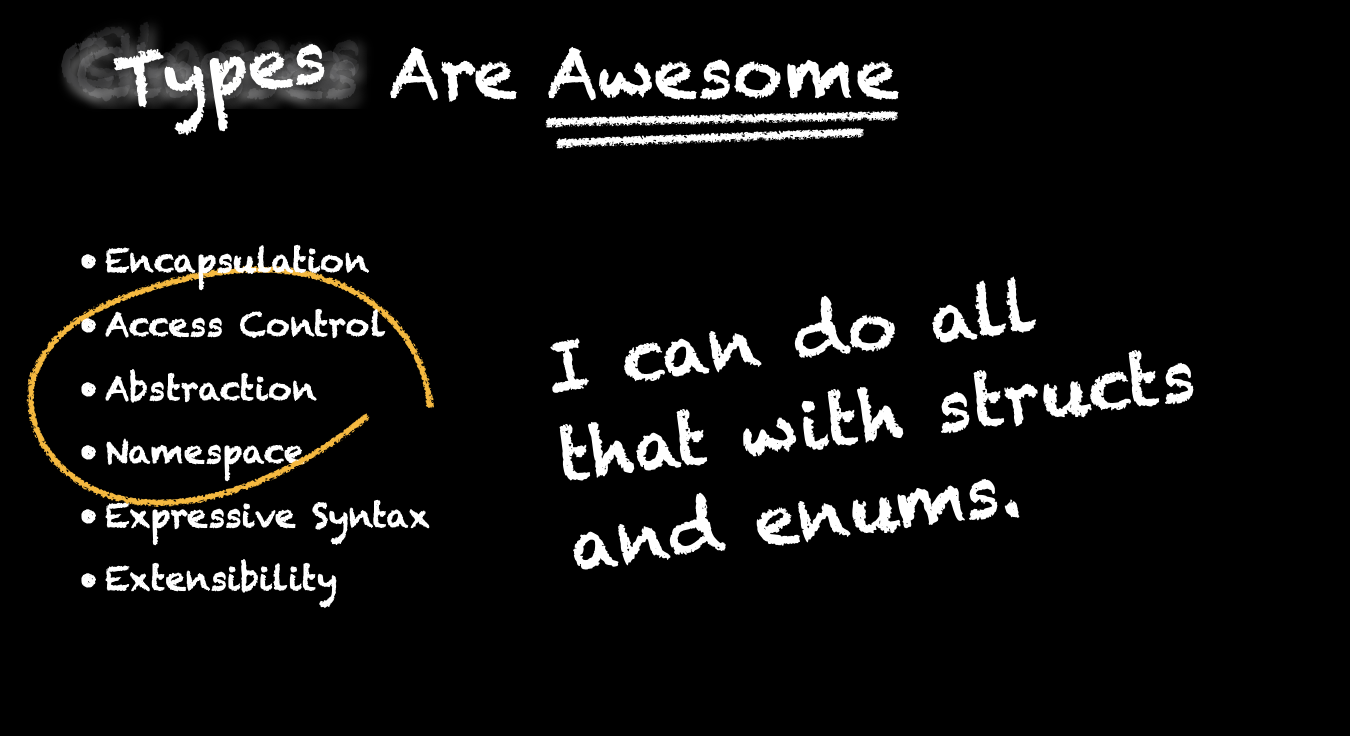 Types Are Awesome
• Encapsulation
• Access Control
• Abstraction
• Namespace
• Expressive Syntax
• Extensibility
I can do all
that with structs
and enums.